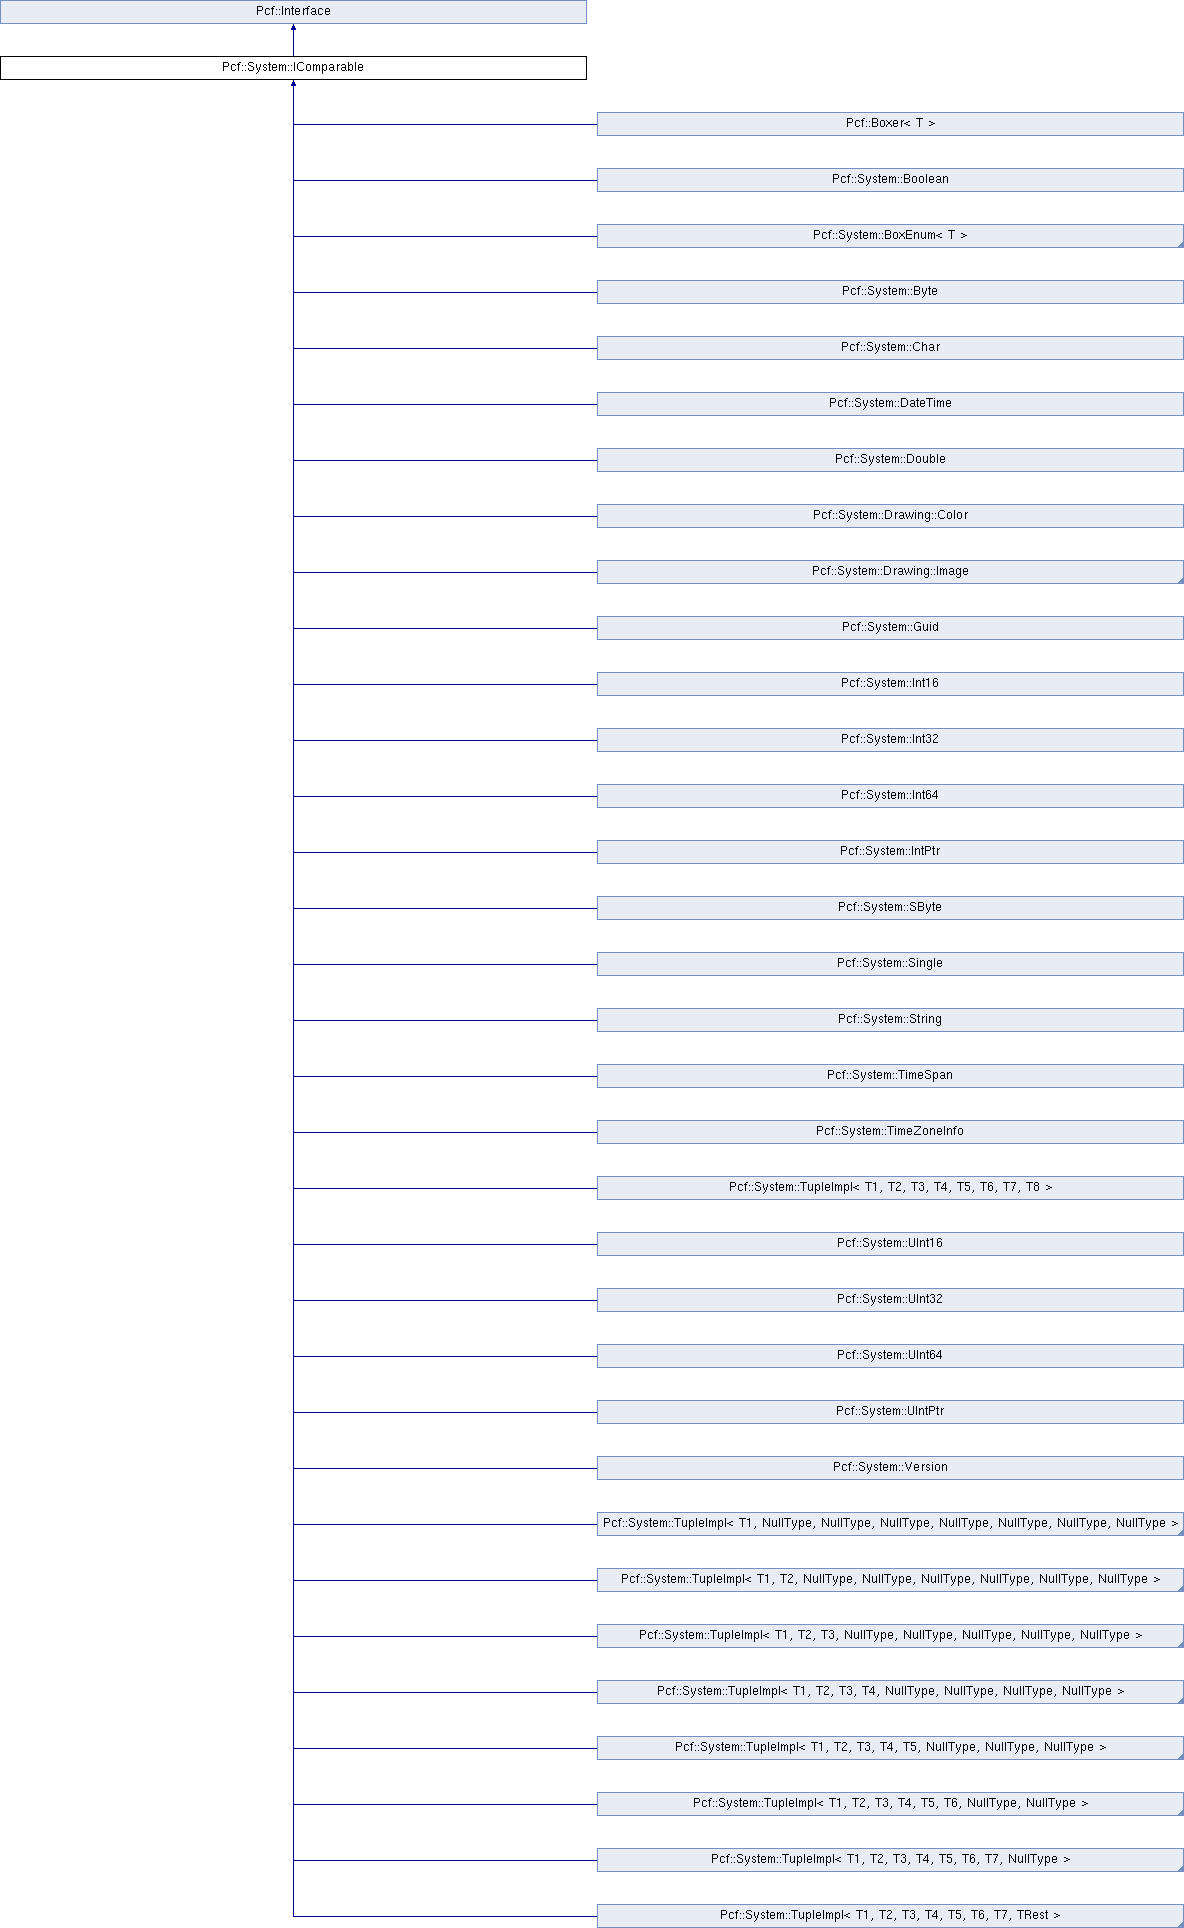 Pcf::Interface
Pcf::System::IComparable
Pcf::Boxer< T >
Pcf::System::Boolean
Pcf::System::BoxEnum< T >
Pcf::System::Byte
Pcf::System::Char
Pcf::System::DateTime
Pcf::System::Double
Pcf::System::Drawing::Color
Pcf::System::Drawing::Image
Pcf::System::Guid
Pcf::System::Int16
Pcf::System::Int32
Pcf::System::Int64
Pcf::System::IntPtr
Pcf::System::SByte
Pcf::System::Single
Pcf::System::String
Pcf::System::TimeSpan
Pcf::System::TimeZoneInfo
Pcf::System::TupleImpl< T1, T2, T3, T4, T5, T6, T7, T8 >
Pcf::System::UInt16
Pcf::System::UInt32
Pcf::System::UInt64
Pcf::System::UIntPtr
Pcf::System::Version
Pcf::System::TupleImpl< T1, NullType, NullType, NullType, NullType, NullType, NullType, NullType >
Pcf::System::TupleImpl< T1, T2, NullType, NullType, NullType, NullType, NullType, NullType >
Pcf::System::TupleImpl< T1, T2, T3, NullType, NullType, NullType, NullType, NullType >
Pcf::System::TupleImpl< T1, T2, T3, T4, NullType, NullType, NullType, NullType >
Pcf::System::TupleImpl< T1, T2, T3, T4, T5, NullType, NullType, NullType >
Pcf::System::TupleImpl< T1, T2, T3, T4, T5, T6, NullType, NullType >
Pcf::System::TupleImpl< T1, T2, T3, T4, T5, T6, T7, NullType >
Pcf::System::TupleImpl< T1, T2, T3, T4, T5, T6, T7, TRest >